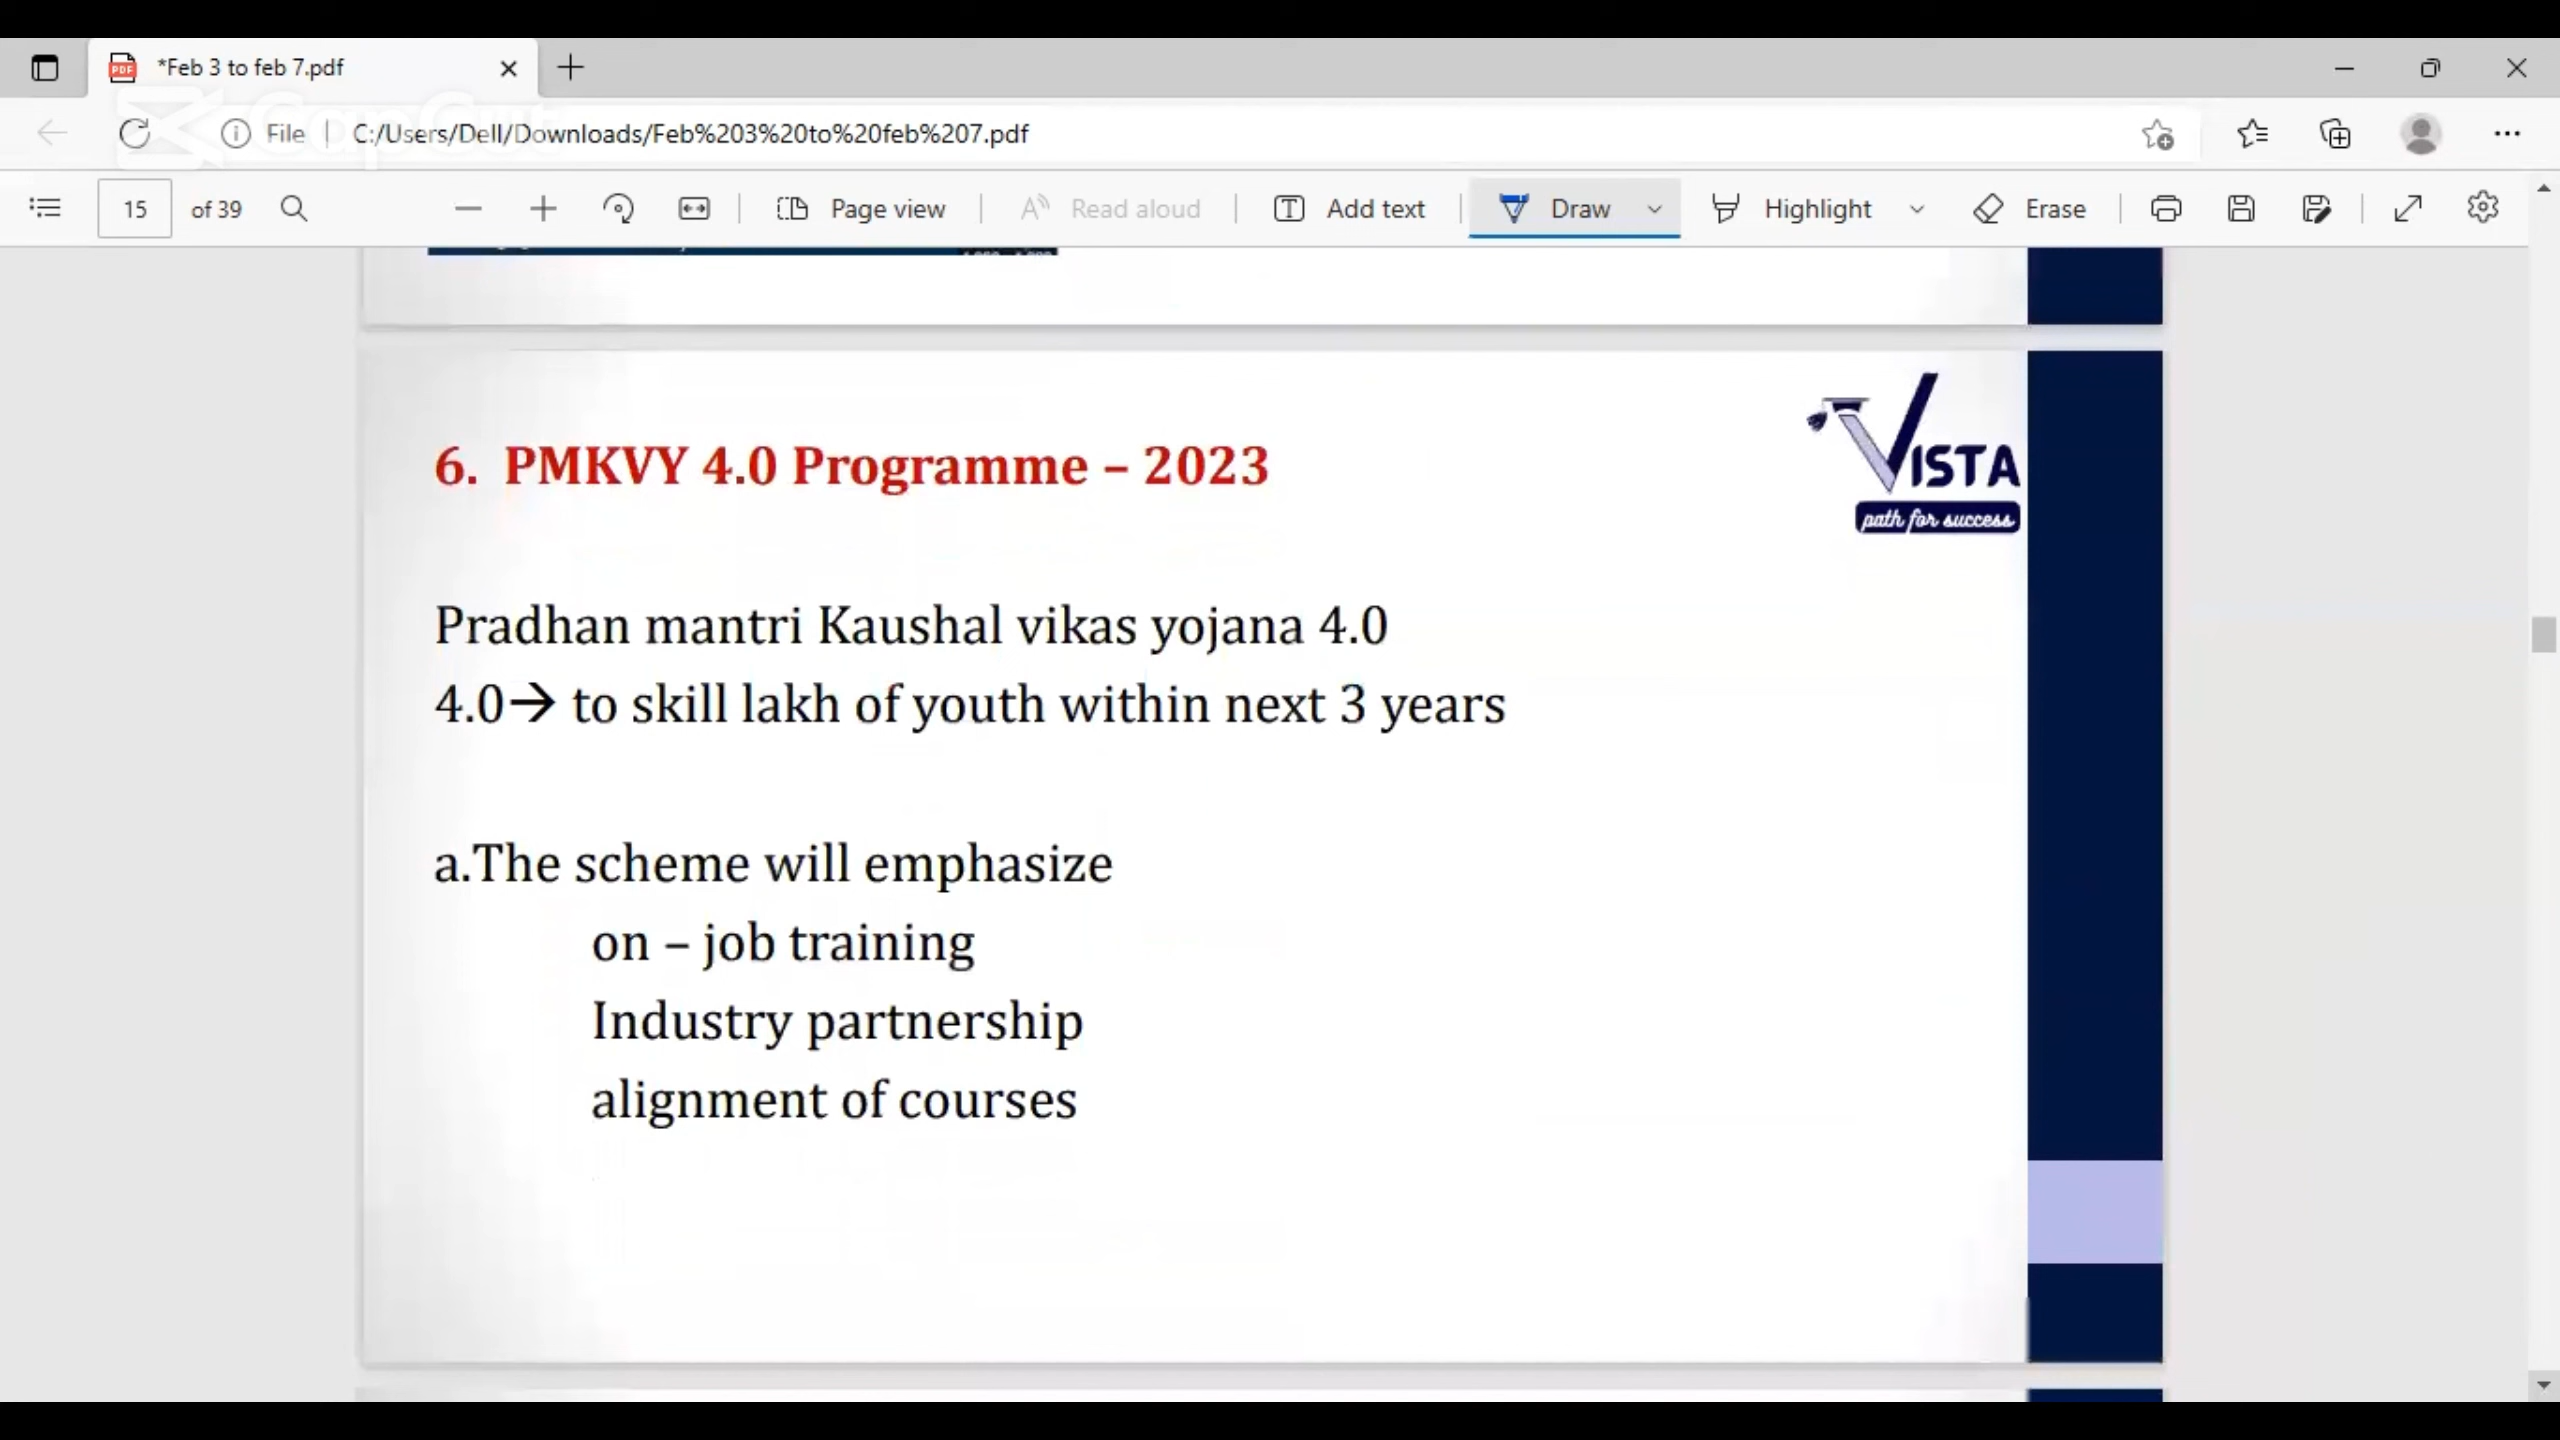 *Feb 3 to feb 7.pdf
CapCut
File | C:/Users/Dell/Downloads/Feb%203%20to%20feb%207.pdf
15 of 39 Page view Read aloud Add text Draw Highlight Erase
6. PMKVY 4.0 Programme – 2023
VISTA
path for success
Pradhan mantri Kaushal vikas yojana 4.0
4.0→ to skill lakh of youth within next 3 years
a.The scheme will emphasize
on – job training
Industry partnership
alignment of courses